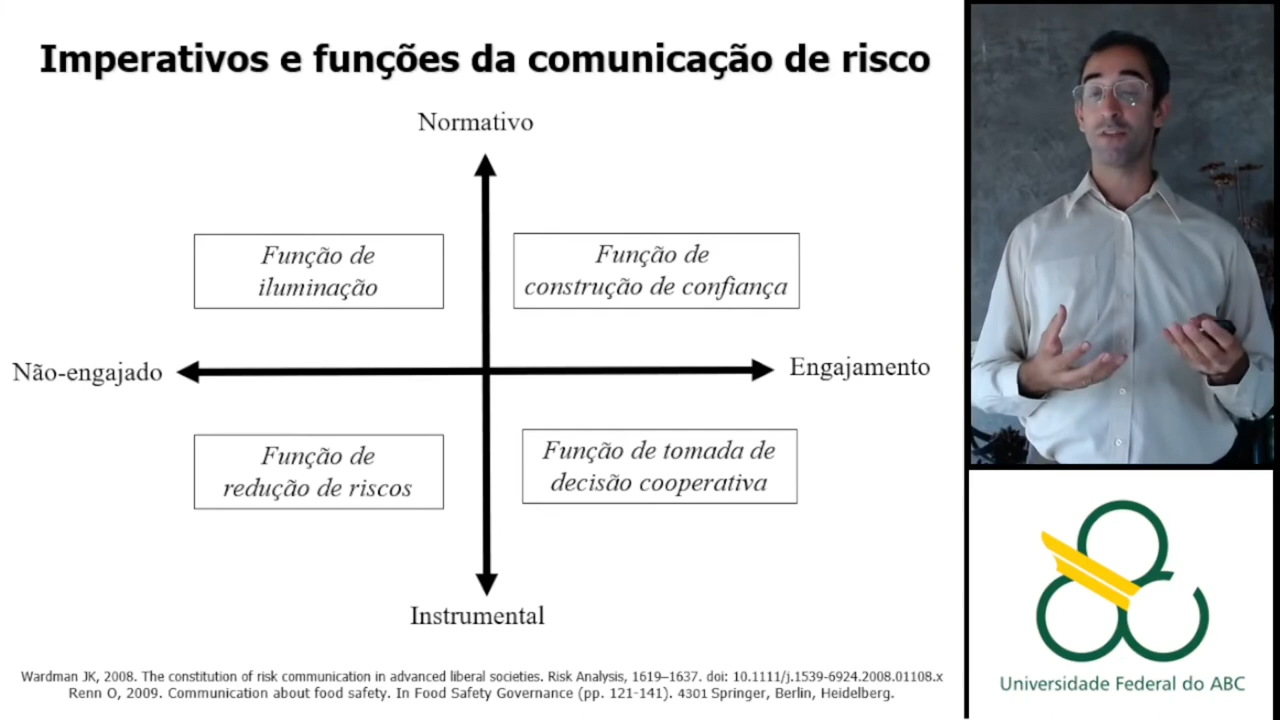 Imperativos e funções da comunicação de risco
Normativo
Função de
iluminação
Função de
construção de confiança
Não-engajado
Engajamento
Função de
redução de riscos
Função de tomada de
decisão cooperativa
Instrumental
Wardman JK, 2008. The constitution of risk communication in advanced liberal societies. Risk Analysis, 1619–1637. doi: 10.1111/j.1539-6924.2008.01108.x
Renn O, 2009. Communication about food safety. In Food Safety Governance (pp. 121-141). 4301 Springer, Berlin, Heidelberg.
Universidade Federal do ABC